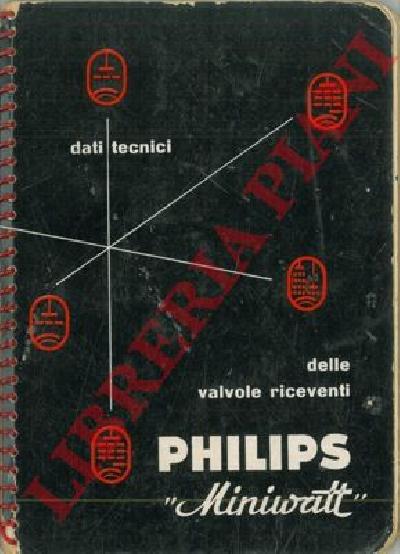 dati tecnici
delle
valvole riceventi
PHILIPS
"Miniwatt"
LIBRERIA PIANI